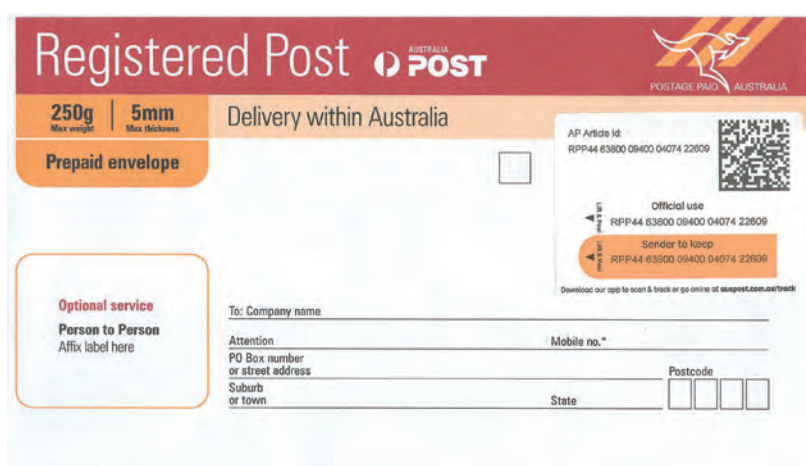 Registered Post AUSTRALIA POST
POSTAGE PAID AUSTRALIA
250g Max weight 5mm Max thickness
Delivery within Australia
Prepaid envelope
AP Article Id:
RPP44 63800 09400 04074 22609
Official use
Lift & Peel RPP44 63800 09400 04074 22609
Sender to keep
Lift & Peel RPP44 63800 09400 04074 22609
Download our app to scan & track or go online at auspost.com.au/track
Optional service
Person to Person
Affix label here
To: Company name
Attention Mobile no.*
PO Box number
or street address
Postcode
Suburb
or town State